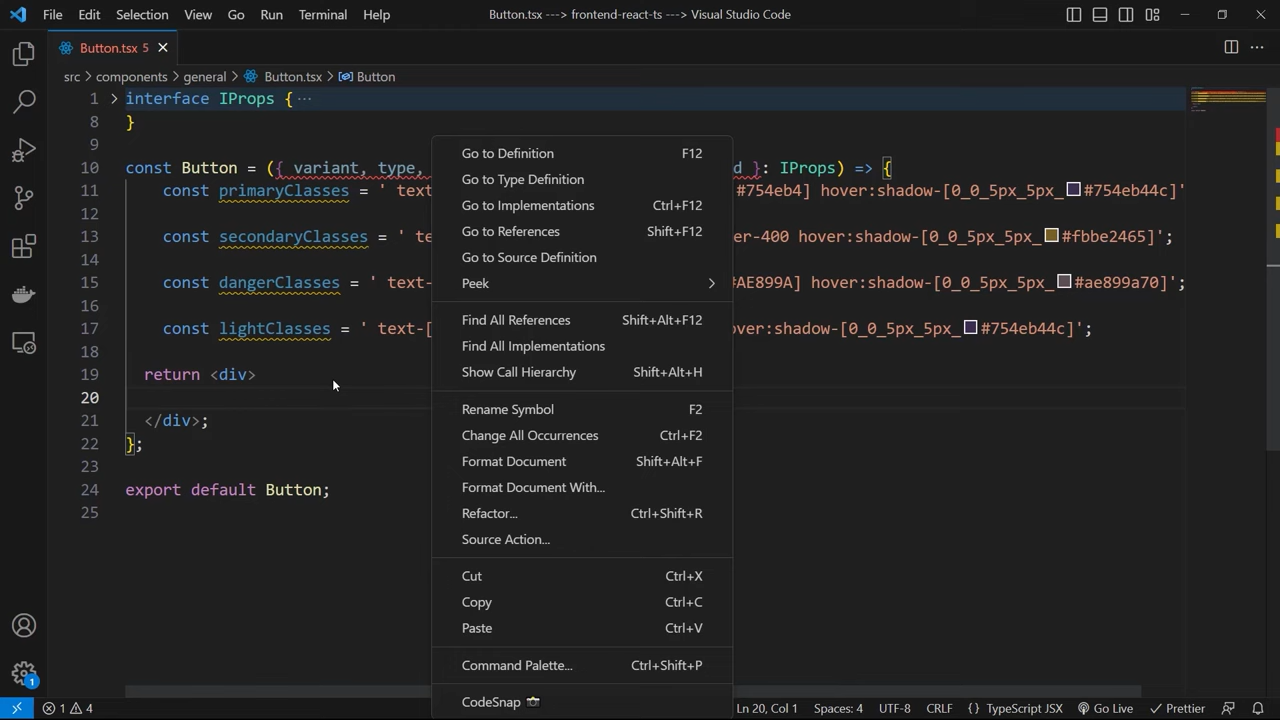 File Edit Selection View Go Run Terminal Help Button.tsx ---> frontend-react-ts ---> Visual Studio Code
Button.tsx 5
src > components > general > Button.tsx > Button
1 interface IProps { ···
8 }
9
10 const Button = ({ variant, type, d }: IProps) => {
11 const primaryClasses = ' text #754eb4] hover:shadow-[0_0_5px_5px_#754eb44c]'
12
13 const secondaryClasses = ' te er-400 hover:shadow-[0_0_5px_5px_#fbbe2465]';
14
15 const dangerClasses = ' text- #AE899A] hover:shadow-[0_0_5px_5px_#ae899a70]';
16
17 const lightClasses = ' text-[ over:shadow-[0_0_5px_5px_#754eb44c]';
18
19 return <div>
20
21 </div>;
22 };
23
24 export default Button;
25
Go to Definition F12
Go to Type Definition
Go to Implementations Ctrl+F12
Go to References Shift+F12
Go to Source Definition
Peek
Find All References Shift+Alt+F12
Find All Implementations
Show Call Hierarchy Shift+Alt+H
Rename Symbol F2
Change All Occurrences Ctrl+F2
Format Document Shift+Alt+F
Format Document With...
Refactor... Ctrl+Shift+R
Source Action...
Cut Ctrl+X
Copy Ctrl+C
Paste Ctrl+V
Command Palette... Ctrl+Shift+P
CodeSnap 📸
1
1 4 Ln 20, Col 1 Spaces: 4 UTF-8 CRLF {} TypeScript JSX Go Live Prettier